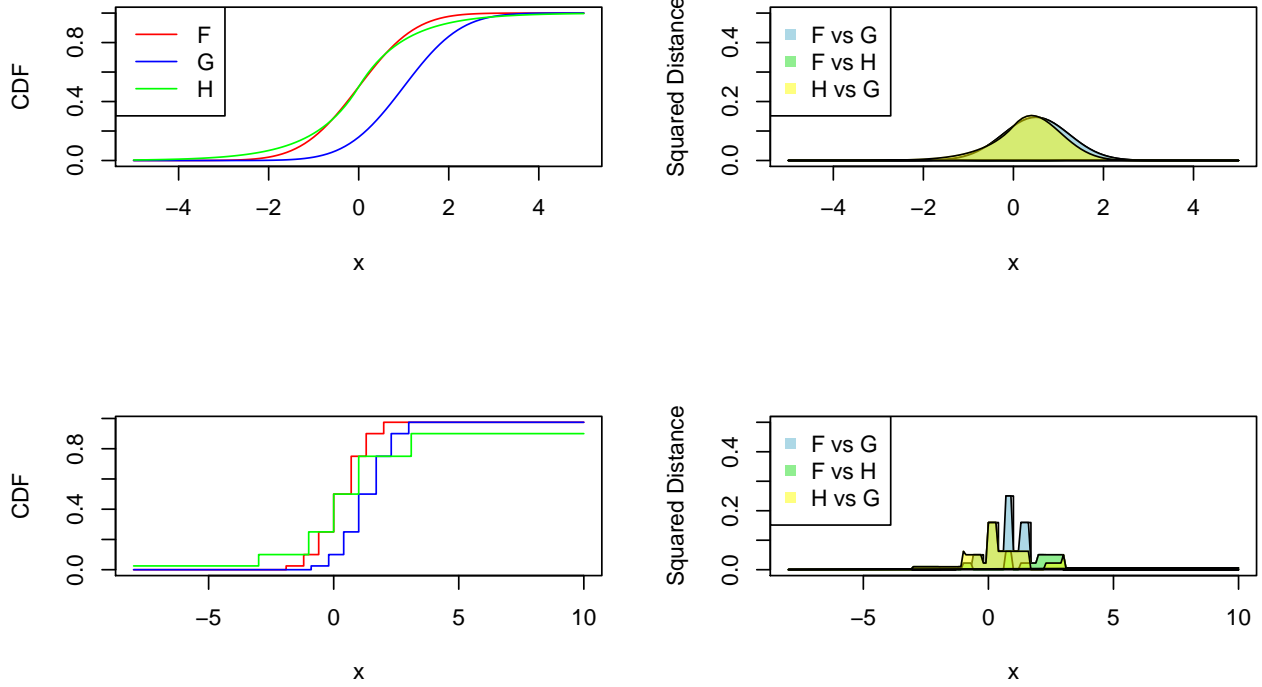 CDF
0.0 0.4 0.8
F
G
H
−4 −2 0 2 4
x
Squared Distance
0.0 0.2 0.4
F vs G
F vs H
H vs G
−4 −2 0 2 4
x
CDF
0.0 0.4 0.8
−5 0 5 10
x
Squared Distance
0.0 0.2 0.4
F vs G
F vs H
H vs G
−5 0 5 10
x